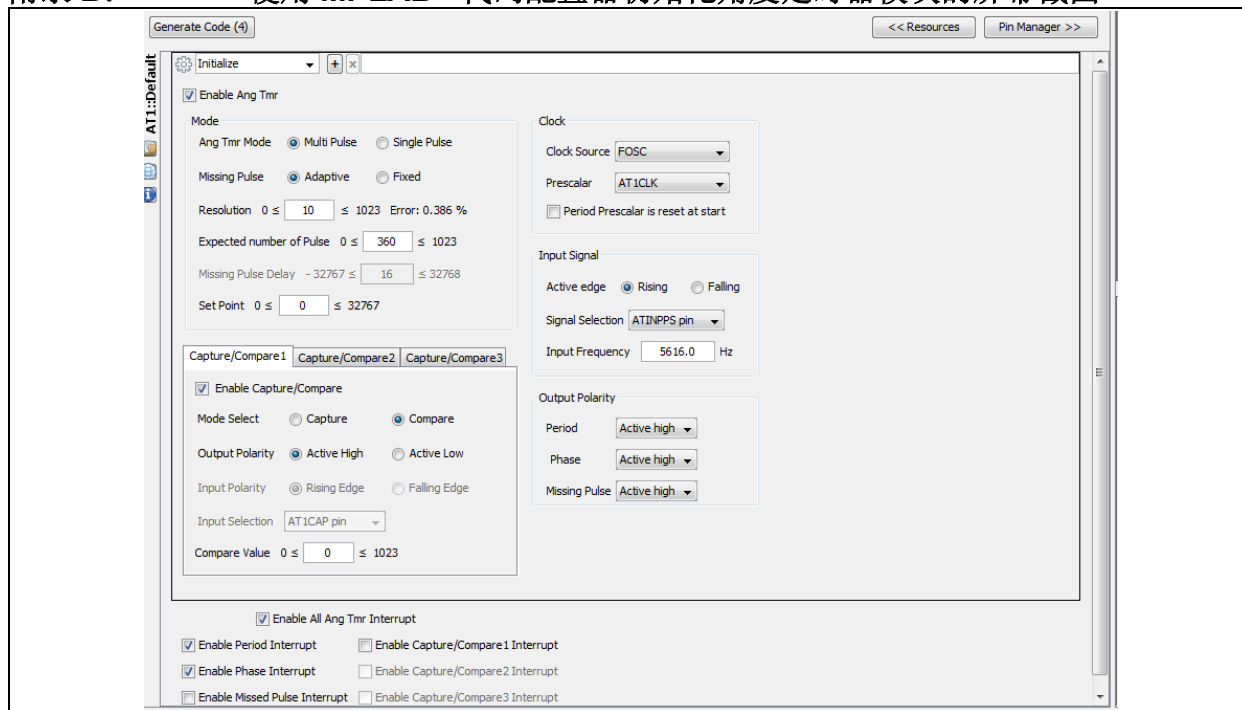 Generate Code (4)
<< Resources
Pin Manager >>
AT1::Default
Initialize
+
x
Enable Ang Tmr
Mode
Ang Tmr Mode Multi Pulse Single Pulse
Missing Pulse Adaptive Fixed
Resolution 0 ≤ 10 ≤ 1023 Error: 0.386 %
Expected number of Pulse 0 ≤ 360 ≤ 1023
Missing Pulse Delay - 32767 ≤ 16 ≤ 32768
Set Point 0 ≤ 0 ≤ 32767
Capture/Compare1 Capture/Compare2 Capture/Compare3
Enable Capture/Compare
Mode Select Capture Compare
Output Polarity Active High Active Low
Input Polarity Rising Edge Falling Edge
Input Selection AT1CAP pin
Compare Value 0 ≤ 0 ≤ 1023
Clock
Clock Source FOSC
Prescalar AT1CLK
Period Prescalar is reset at start
Input Signal
Active edge Rising Falling
Signal Selection ATINPPS pin
Input Frequency 5616.0 Hz
Output Polarity
Period Active high
Phase Active high
Missing Pulse Active high
Enable All Ang Tmr Interrupt
Enable Period Interrupt Enable Capture/Compare1 Interrupt
Enable Phase Interrupt Enable Capture/Compare2 Interrupt
Enable Missed Pulse Interrupt Enable Capture/Compare3 Interrupt